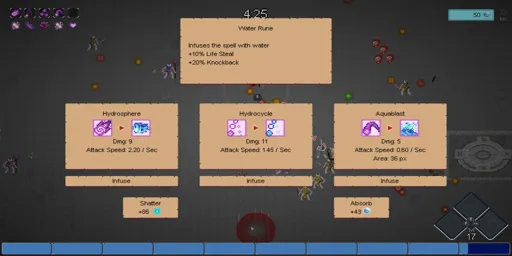 4:25
50
Water Rune
Infuses the spell with water
+10% Life Steal
+20% Knockback
Hydrosphere
Dmg: 9
Attack Speed: 2.20 / Sec
Infuse
Hydrocycle
Dmg: 11
Attack Speed: 1.45 / Sec
Infuse
Aquablast
Dmg: 5
Attack Speed: 0.60 / Sec
Area: 36 px
Infuse
Shatter
+86
Absorb
+43
17